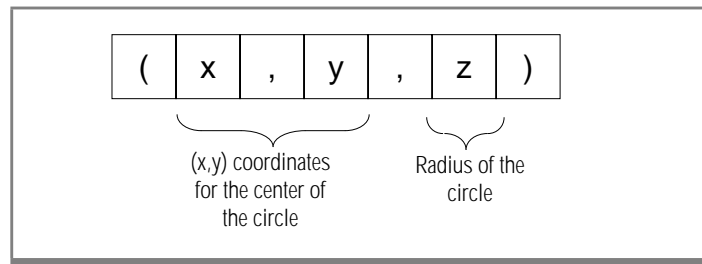 ( x , y , z )
(x,y) coordinates
for the center of
the circle
Radius of the
circle